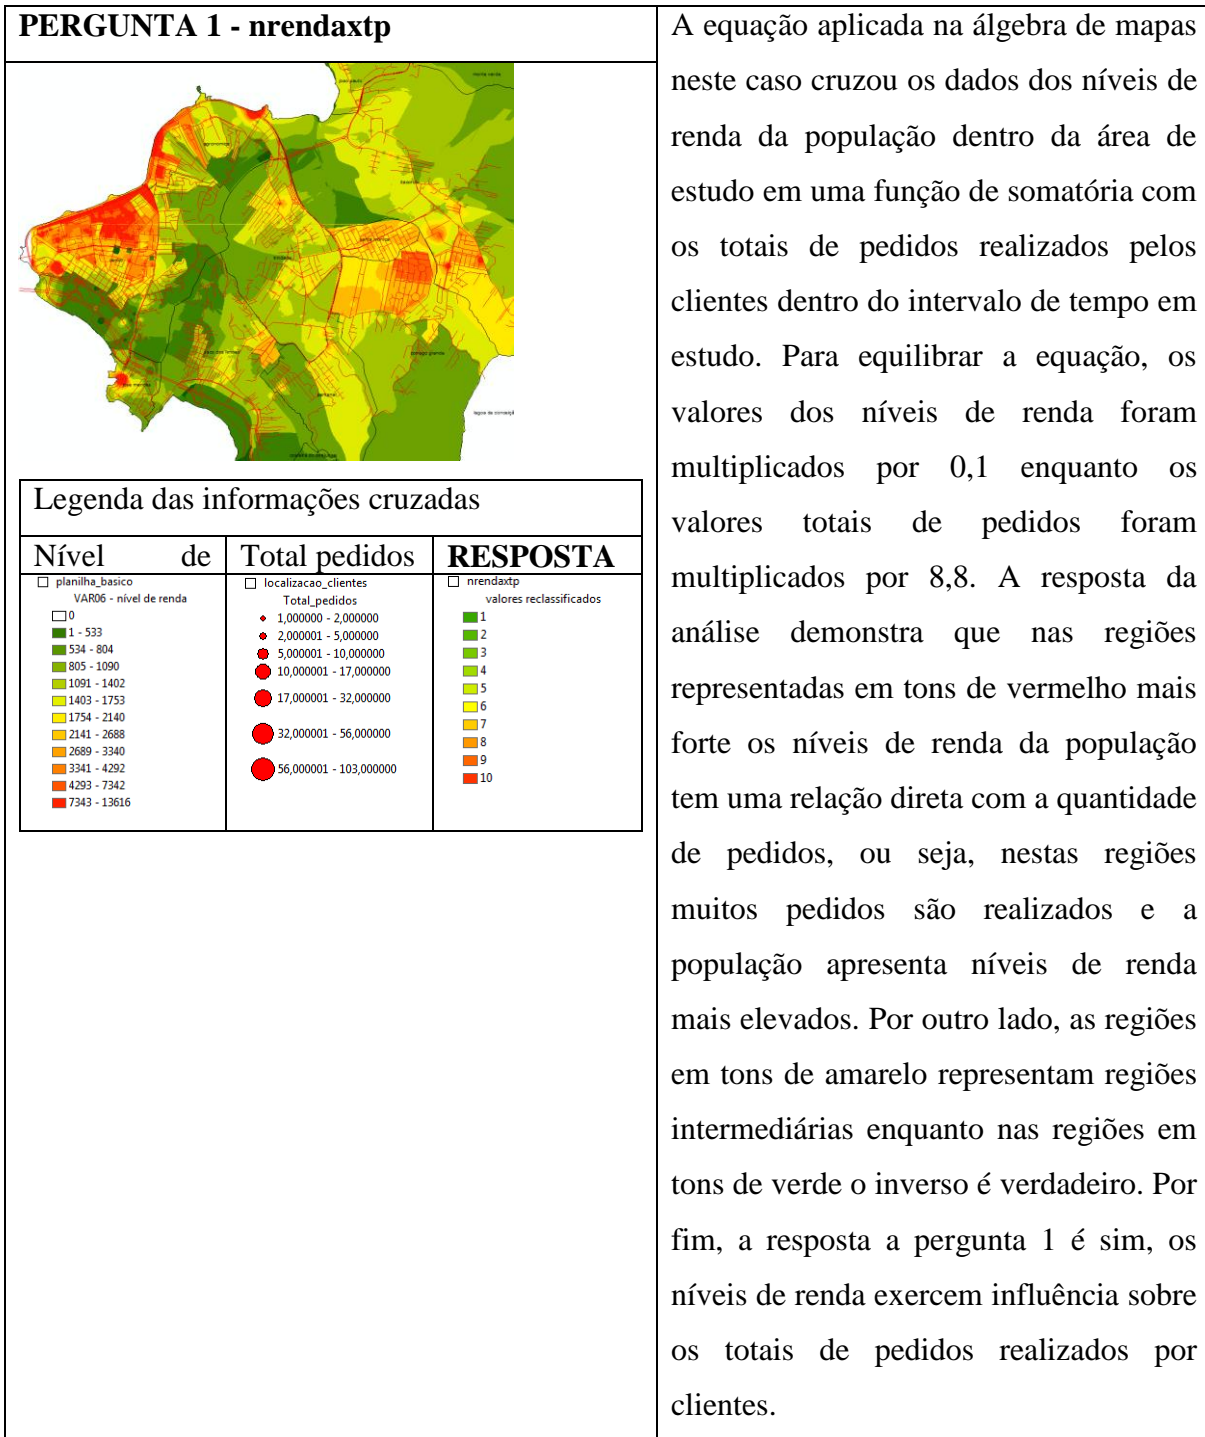 PERGUNTA 1 - nrendaxtp
monte verde
itacorubi
santa monica
trindade
corrego grande
pantanal
lagoa da conceiçã
Legenda das informações cruzadas
Nível de
planilha_basico
VAR06 - nível de renda
0
1 - 533
534 - 804
805 - 1090
1091 - 1402
1403 - 1753
1754 - 2140
2141 - 2688
2689 - 3340
3341 - 4292
4293 - 7342
7343 - 13616
Total pedidos
localizacao_clientes
Total_pedidos
1,000000 - 2,000000
2,000001 - 5,000000
5,000001 - 10,000000
10,000001 - 17,000000
17,000001 - 32,000000
32,000001 - 56,000000
56,000001 - 103,000000
RESPOSTA
nrendaxtp
valores reclassificados
1
2
3
4
5
6
7
8
9
10
A equação aplicada na álgebra de mapas
neste caso cruzou os dados dos níveis de
renda da população dentro da área de
estudo em uma função de somatória com
os totais de pedidos realizados pelos
clientes dentro do intervalo de tempo em
estudo. Para equilibrar a equação, os
valores dos níveis de renda foram
multiplicados por 0,1 enquanto os
valores totais de pedidos foram
multiplicados por 8,8. A resposta da
análise demonstra que nas regiões
representadas em tons de vermelho mais
forte os níveis de renda da população
tem uma relação direta com a quantidade
de pedidos, ou seja, nestas regiões
muitos pedidos são realizados e a
população apresenta níveis de renda
mais elevados. Por outro lado, as regiões
em tons de amarelo representam regiões
intermediárias enquanto nas regiões em
tons de verde o inverso é verdadeiro. Por
fim, a resposta a pergunta 1 é sim, os
níveis de renda exercem influência sobre
os totais de pedidos realizados por
clientes.